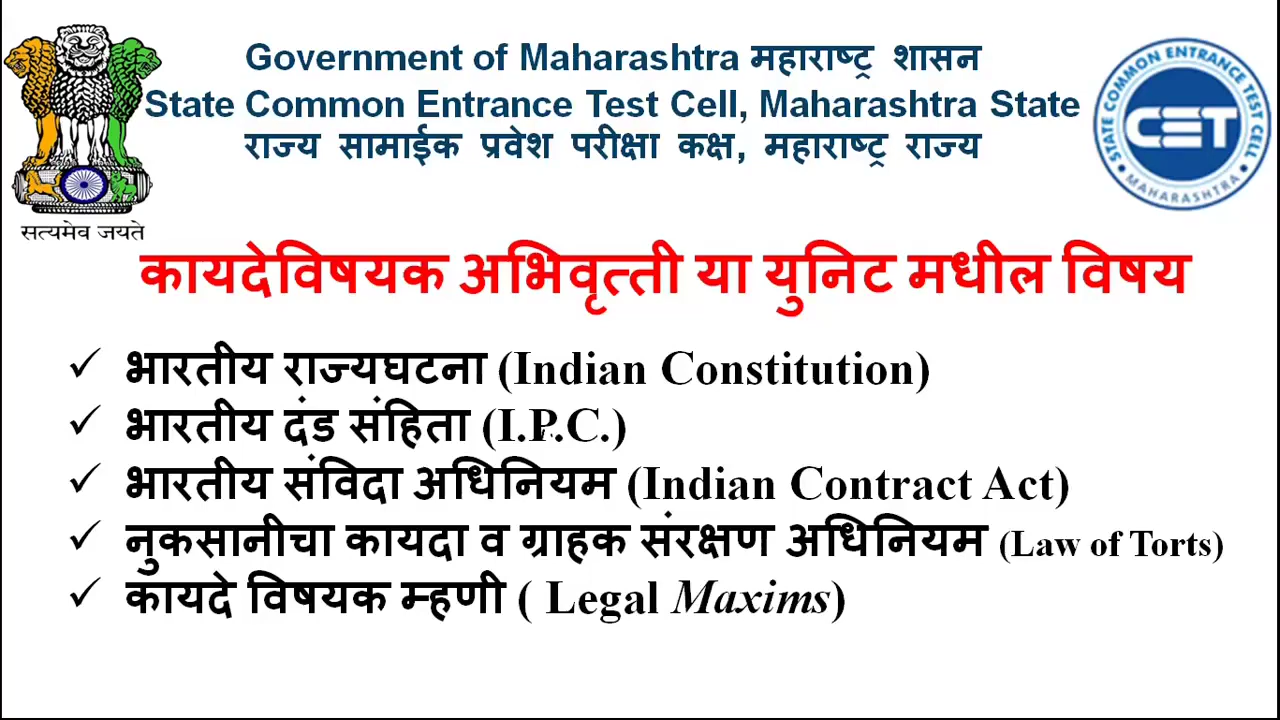 Government of Maharashtra महाराष्ट्र शासन
State Common Entrance Test Cell, Maharashtra State
राज्य सामाईक प्रवेश परीक्षा कक्ष, महाराष्ट्र राज्य
सत्यमेव जयते
STATE COMMON ENTRANCE TEST CELL
CET
MAHARASHTRA
कायदेविषयक अभिवृत्ती या युनिट मधील विषय
✓ भारतीय राज्यघटना (Indian Constitution)
✓ भारतीय दंड संहिता (I.P.C.)
✓ भारतीय संविदा अधिनियम (Indian Contract Act)
✓ नुकसानीचा कायदा व ग्राहक संरक्षण अधिनियम (Law of Torts)
✓ कायदे विषयक म्हणी ( Legal Maxims)